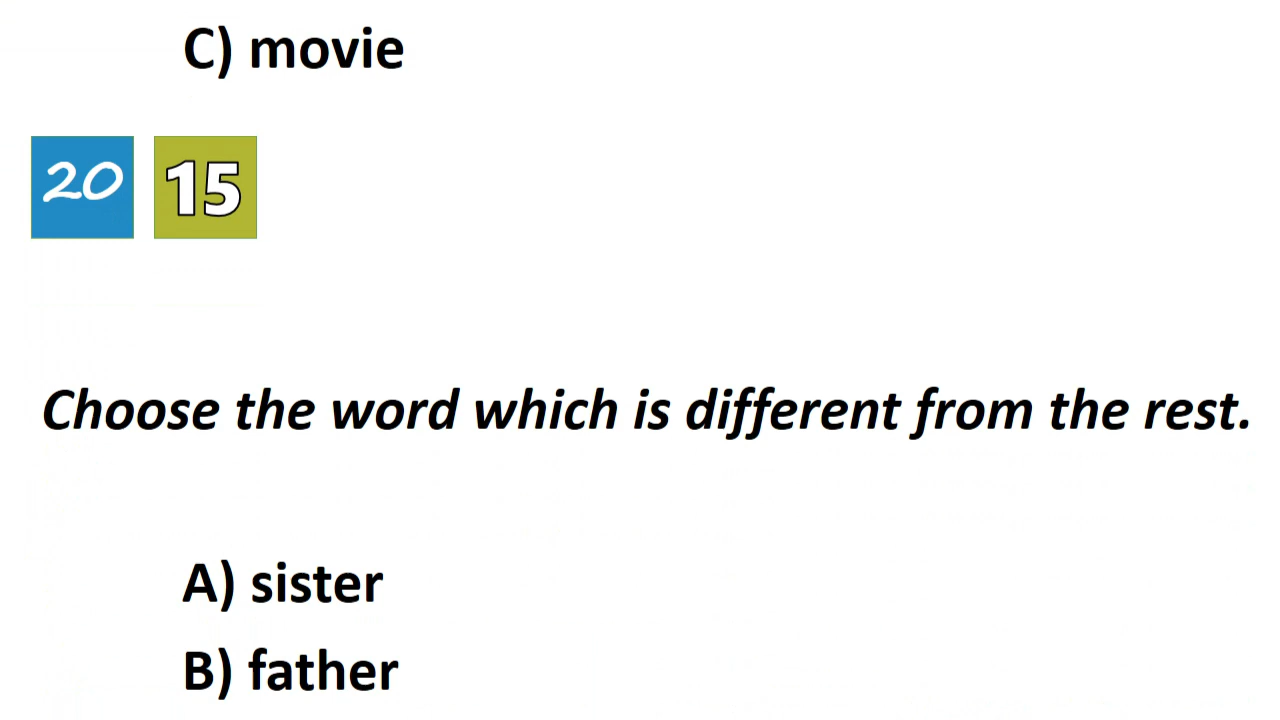 C) movie
20 15
Choose the word which is different from the rest.
A) sister
B) father